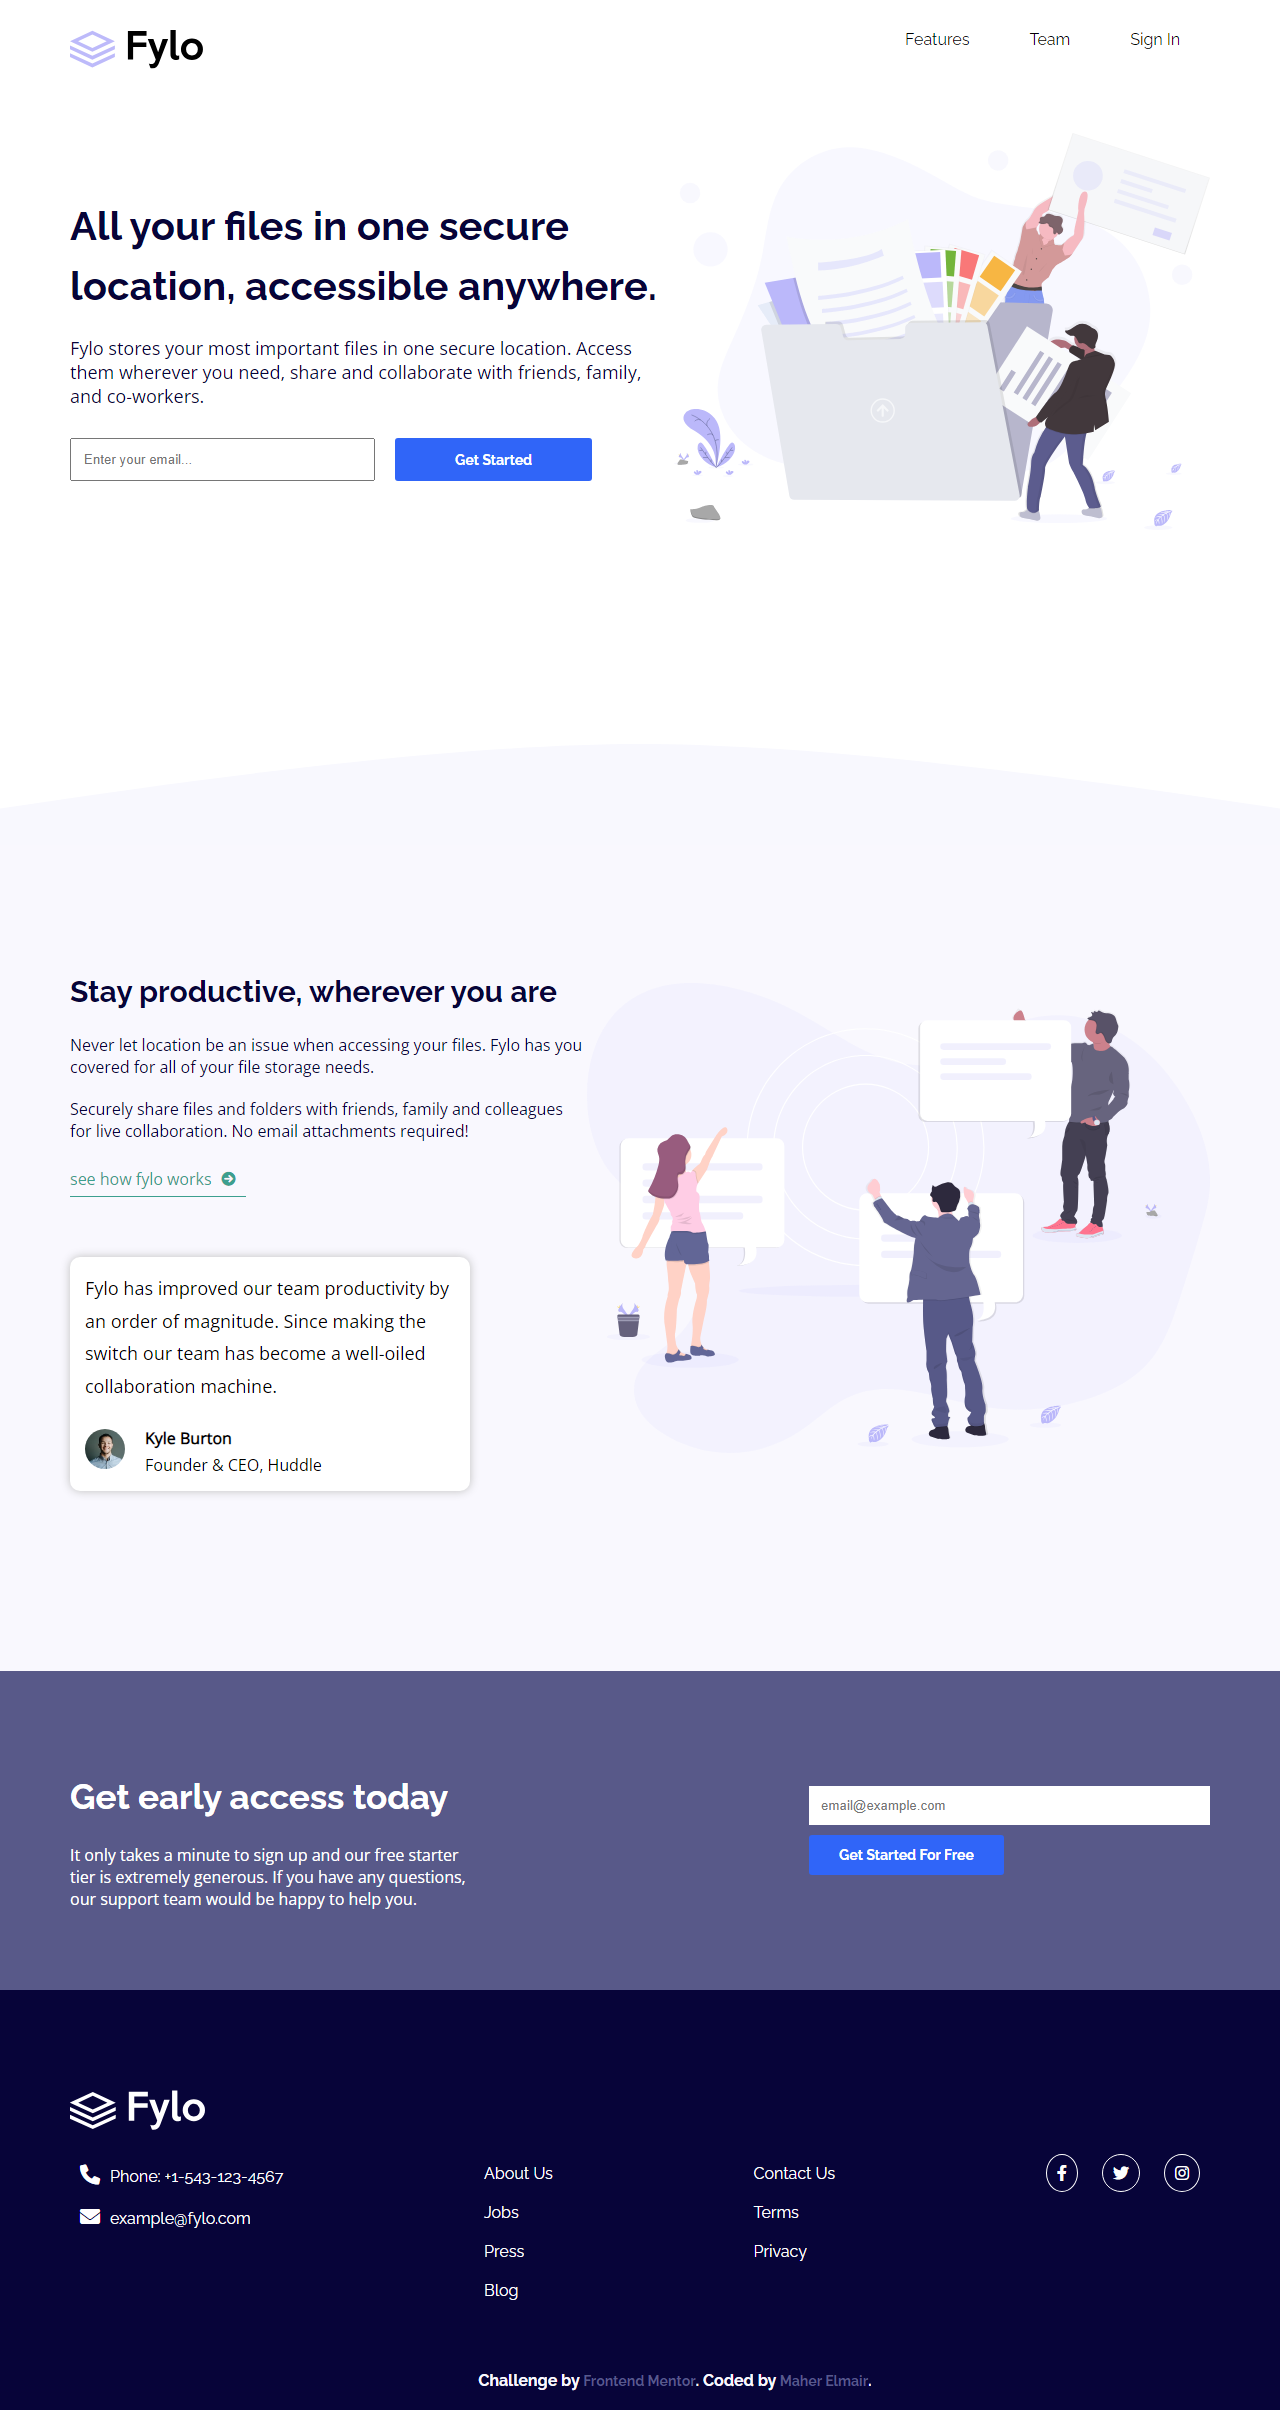 Fylo
Features
Team
Sign In
All your files in one secure
location, accessible anywhere.
Fylo stores your most important files in one secure location. Access
them wherever you need, share and collaborate with friends, family,
and co-workers.
Enter your email...
Get Started
Stay productive, wherever you are
Never let location be an issue when accessing your files. Fylo has you
covered for all of your file storage needs.
Securely share files and folders with friends, family and colleagues
for live collaboration. No email attachments required!
see how fylo works
Fylo has improved our team productivity by
an order of magnitude. Since making the
switch our team has become a well-oiled
collaboration machine.
Kyle Burton
Founder & CEO, Huddle
Get early access today
It only takes a minute to sign up and our free starter
tier is extremely generous. If you have any questions,
our support team would be happy to help you.
email@example.com
Get Started For Free
Fylo
Phone: +1-543-123-4567
example@fylo.com
About Us
Jobs
Press
Blog
Contact Us
Terms
Privacy
Challenge by Frontend Mentor. Coded by Maher Elmair.